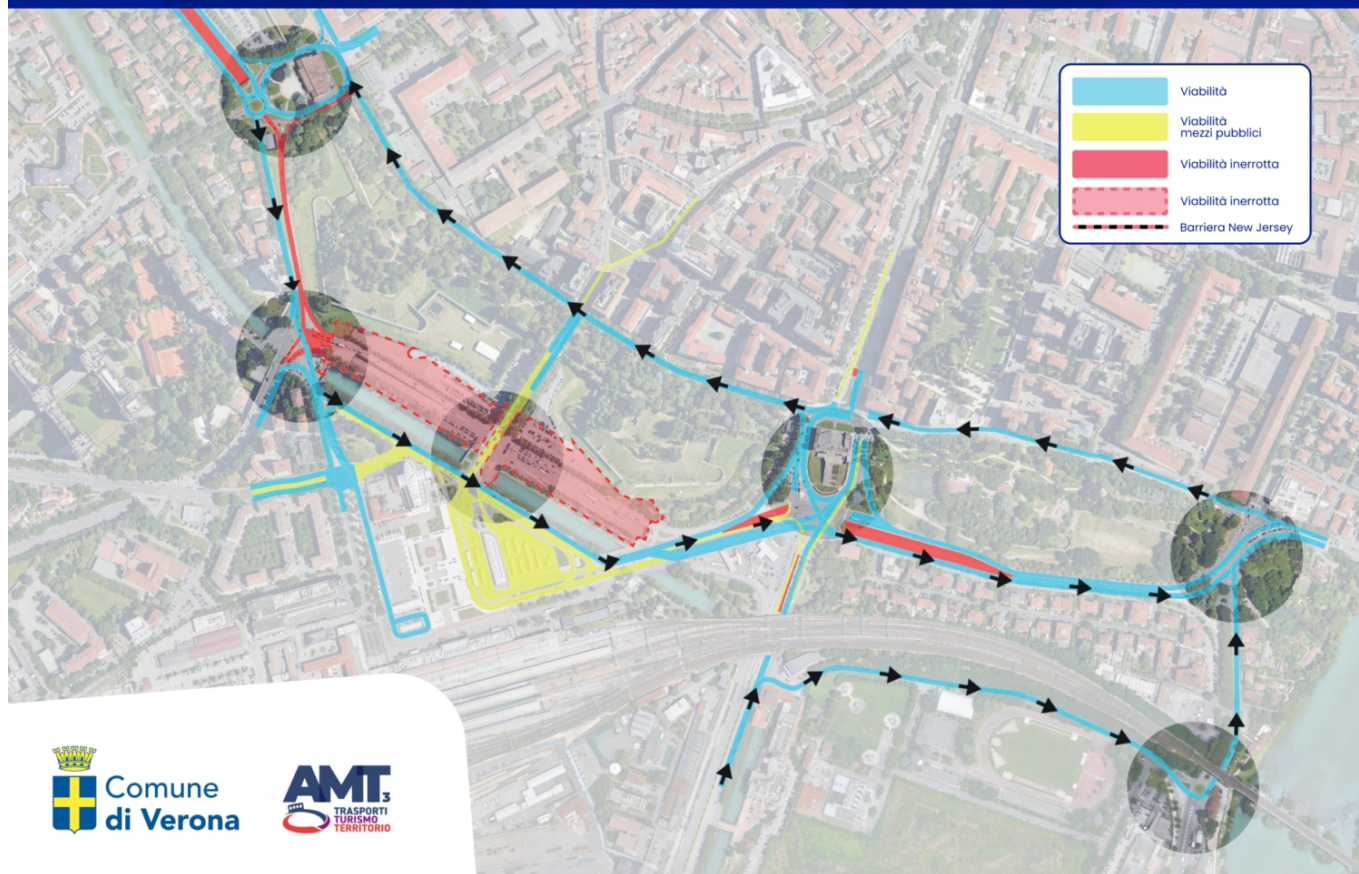 Viabilità
Viabilità
mezzi pubblici
Viabilità inerrotta
Viabilità inerrotta
Barriera New Jersey
Comune
di Verona
AMT3
TRASPORTI
TURISMO
TERRITORIO